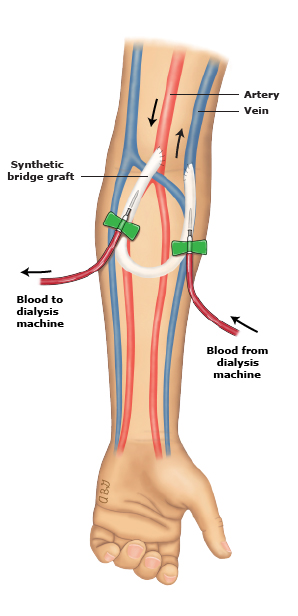 Artery
Vein
Synthetic
bridge graft
Blood to
dialysis
machine
Blood from
dialysis
machine